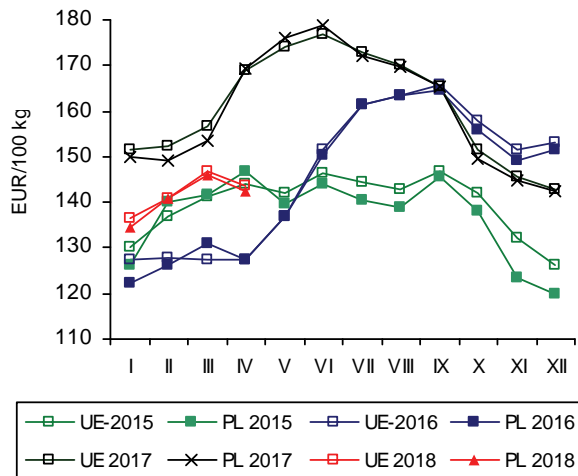 EUR/100 kg
180
170
160
150
140
130
120
110
I II III IV V VI VII VIII IX X XI XII
UE-2015 PL 2015 UE-2016 PL 2016
UE 2017 PL 2017 UE 2018 PL 2018